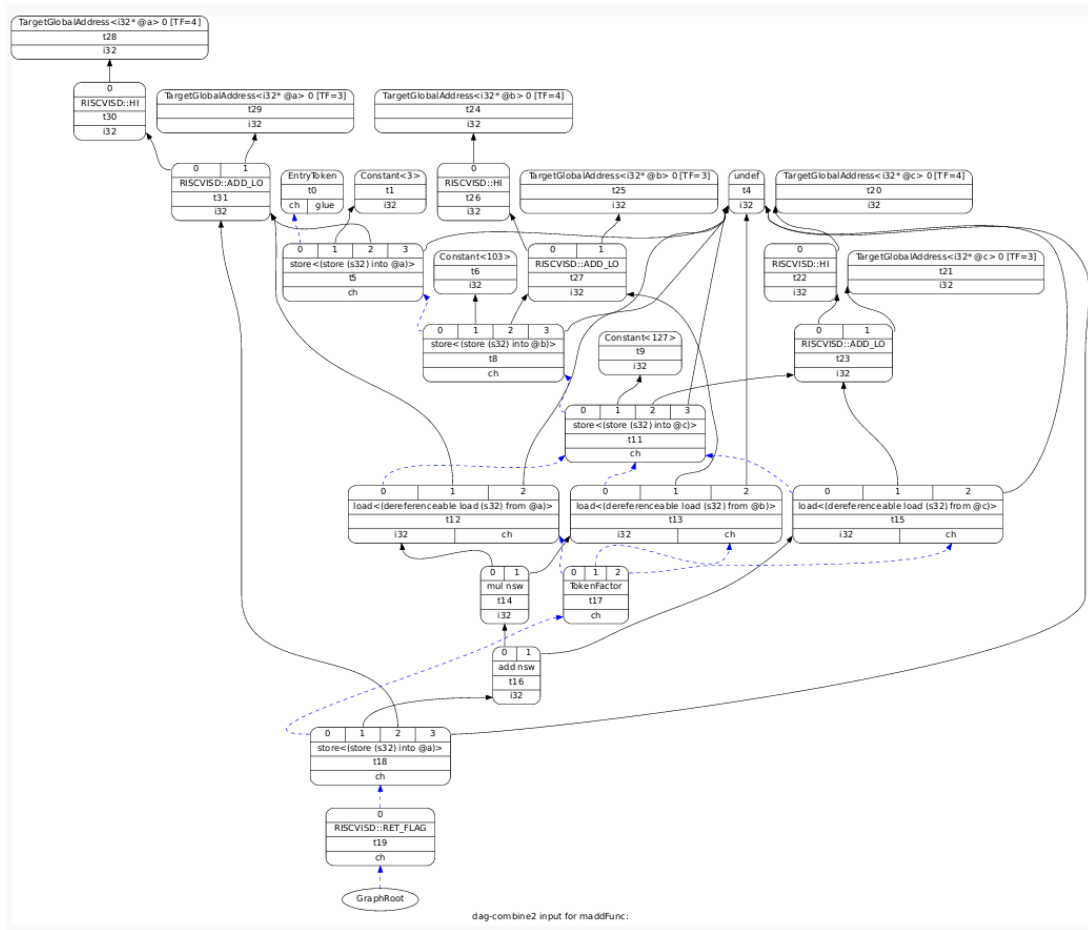 TargetGlobalAddress<i32* @a> 0 [TF=4]
t28
i32
0
RISCVISD::HI
t30
i32
TargetGlobalAddress<i32* @a> 0 [TF=3]
t29
i32
TargetGlobalAddress<i32* @b> 0 [TF=4]
t24
i32
0 1
RISCVISD::ADD_LO
t31
i32
EntryToken
t0
ch glue
Constant<3>
t1
i32
0
RISCVISD::HI
t26
i32
TargetGlobalAddress<i32* @b> 0 [TF=3]
t25
i32
undef
t4
i32
TargetGlobalAddress<i32* @c> 0 [TF=4]
t20
i32
0 1 2 3
store<(store (s32) into @a)>
t5
ch
Constant<103>
t6
i32
0 1
RISCVISD::ADD_LO
t27
i32
0
RISCVISD::HI
t22
i32
TargetGlobalAddress<i32* @c> 0 [TF=3]
t21
i32
0 1 2 3
store<(store (s32) into @b)>
t8
ch
Constant<127>
t9
i32
0 1
RISCVISD::ADD_LO
t23
i32
0 1 2 3
store<(store (s32) into @c)>
t11
ch
0 1 2
load<(dereferenceable load (s32) from @a)>
t12
i32 ch
0 1 2
load<(dereferenceable load (s32) from @b)>
t13
i32 ch
0 1 2
load<(dereferenceable load (s32) from @c)>
t15
i32 ch
0 1
mul nsw
t14
i32
0 1 2
TokenFactor
t17
ch
0 1
add nsw
t16
i32
0 1 2 3
store<(store (s32) into @a)>
t18
ch
0
RISCVISD::RET_FLAG
t19
ch
GraphRoot
dag-combine2 input for maddFunc: